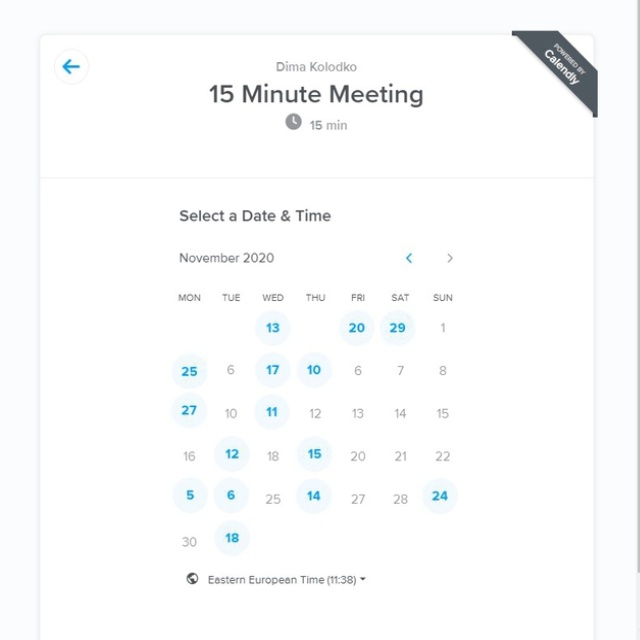 Dima Kolodko
POWERED BY
Calendly
15 Minute Meeting
15 min
Select a Date & Time
November 2020
MON TUE WED THU FRI SAT SUN
13 20 29 1
25 6 17 10 6 7 8
27 10 11 12 13 14 15
16 12 18 15 20 21 22
5 6 25 14 27 28 24
30 18
Eastern European Time (11:38)